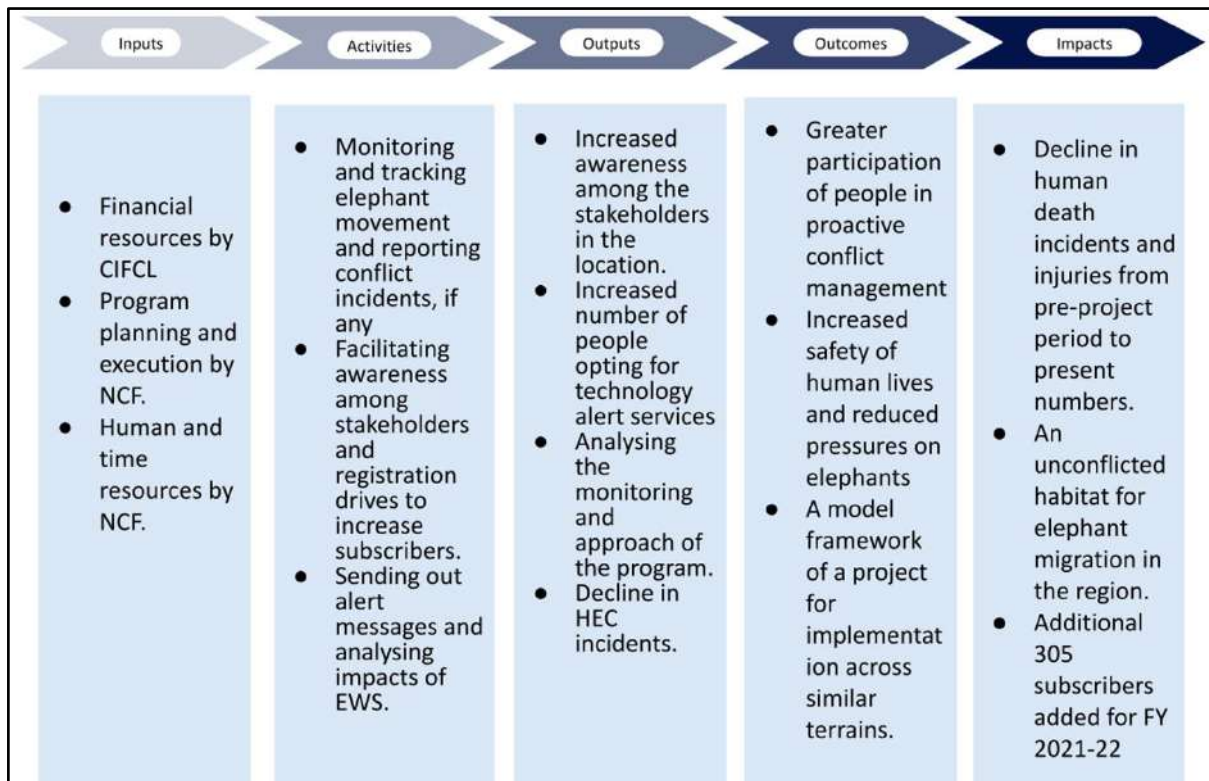 Inputs
Activities
Outputs
Outcomes
Impacts
● Financial
resources by
CIFCL
● Program
planning and
execution by
NCF.
● Human and
time
resources by
NCF.
● Monitoring
and tracking
elephant
movement
and reporting
conflict
incidents, if
any
● Facilitating
awareness
among
stakeholders
and
registration
drives to
increase
subscribers.
● Sending out
alert
messages and
analysing
impacts of
EWS.
● Increased
awareness
among the
stakeholders
in the
location.
● Increased
number of
people
opting for
technology
alert services
● Analysing
the
monitoring
and
approach of
the program.
● Decline in
HEC
incidents.
● Greater
participation
of people in
proactive
conflict
management
● Increased
safety of
human lives
and reduced
pressures on
elephants
● A model
framework
of a project
for
implementat
ion across
similar
terrains.
● Decline in
human
death
incidents and
injuries from
pre-project
period to
present
numbers.
● An
unconflicted
habitat for
elephant
migration in
the region.
● Additional
305
subscribers
added for FY
2021-22